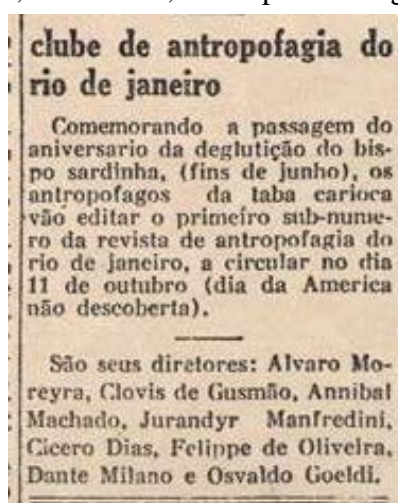 clube de antropofagia do
rio de janeiro
Comemorando a passagem do
aniversario da deglutição do bis-
po sardinha, (fins de junho), os
antropofagos da taba carioca
vão editar o primeiro sub-nume-
ro da revista de antropofagia do
rio de janeiro, a circular no dia
11 de outubro (dia da America
não descoberta).
São seus diretores: Alvaro Mo-
reyra, Clovis de Gusmão, Annibal
Machado, Jurandyr Manfredini,
Cicero Dias, Felippe de Oliveira,
Dante Milano e Osvaldo Goeldi.